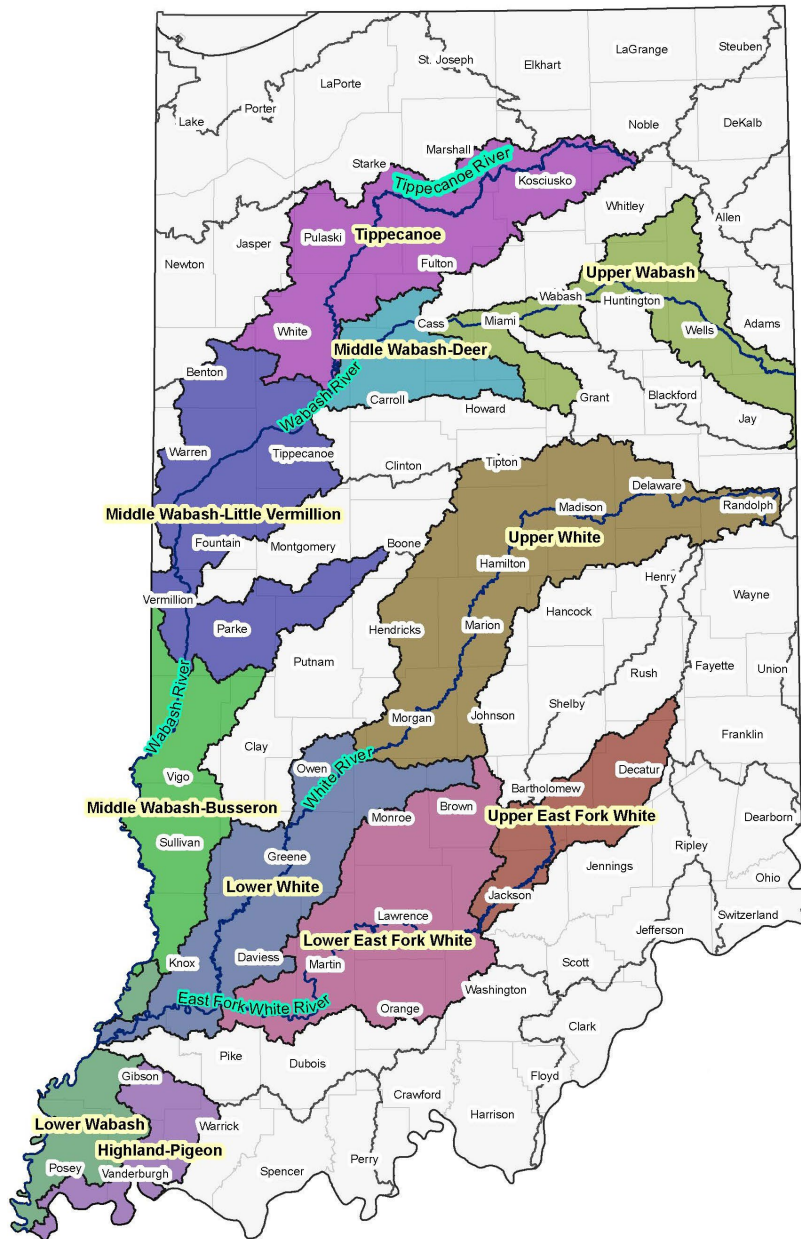 Steuben
LaGrange
St. Joseph
Elkhart
LaPorte
Porter
Lake
Noble
DeKalb
Marshall
Starke
Tippecanoe River
Kosciusko
Whitley
Allen
Jasper
Pulaski
Tippecanoe
Newton
Fulton
Upper Wabash
Wabash
Huntington
White
Cass
Miami
Adams
Wells
Middle Wabash-Deer
Benton
Wabash River
Carroll
Howard
Grant
Blackford
Jay
Warren
Tippecanoe
Clinton
Tipton
Delaware
Randolph
Madison
Middle Wabash-Little Vermillion
Upper White
Fountain
Montgomery
Boone
Hamilton
Henry
Wayne
Vermillion
Hancock
Parke
Hendricks
Marion
Putnam
Rush
Fayette
Union
Wabash River
Shelby
Morgan
Johnson
Franklin
Clay
Owen
White River
Vigo
Decatur
Bartholomew
Middle Wabash-Busseron
Monroe
Brown
Upper East Fork White
Dearborn
Sullivan
Ripley
Greene
Jennings
Ohio
Lower White
Jackson
Switzerland
Lawrence
Jefferson
Lower East Fork White
Knox
Daviess
Martin
Scott
Washington
East Fork White River
Orange
Clark
Pike
Dubois
Gibson
Floyd
Crawford
Harrison
Lower Wabash
Warrick
Highland-Pigeon
Perry
Spencer
Posey
Vanderburgh